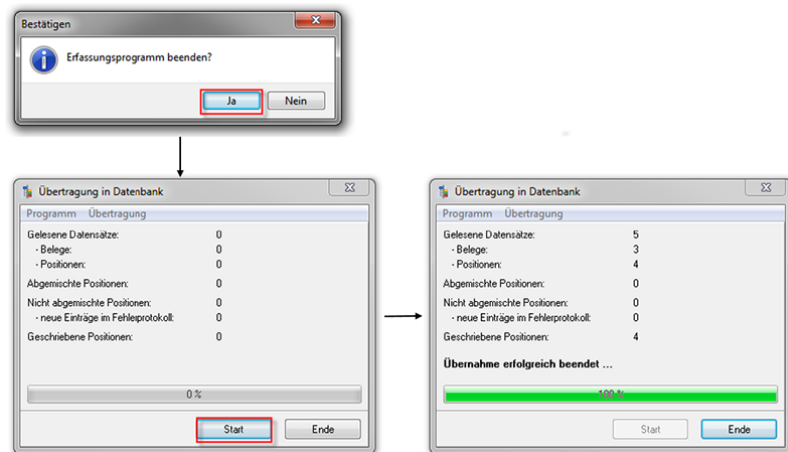 Bestätigen
Erfassungsprogramm beenden?
Ja Nein
Übertragung in Datenbank
Programm Übertragung
Gelesene Datensätze: 0
- Belege: 0
- Positionen: 0
Abgemischte Positionen: 0
Nicht abgemischte Positionen: 0
- neue Einträge im Fehlerprotokoll: 0
Geschriebene Positionen: 0
0 %
Start Ende
Übertragung in Datenbank
Programm Übertragung
Gelesene Datensätze: 5
- Belege: 3
- Positionen: 4
Abgemischte Positionen: 0
Nicht abgemischte Positionen: 0
- neue Einträge im Fehlerprotokoll: 0
Geschriebene Positionen: 4
Übernahme erfolgreich beendet ...
100 %
Start Ende